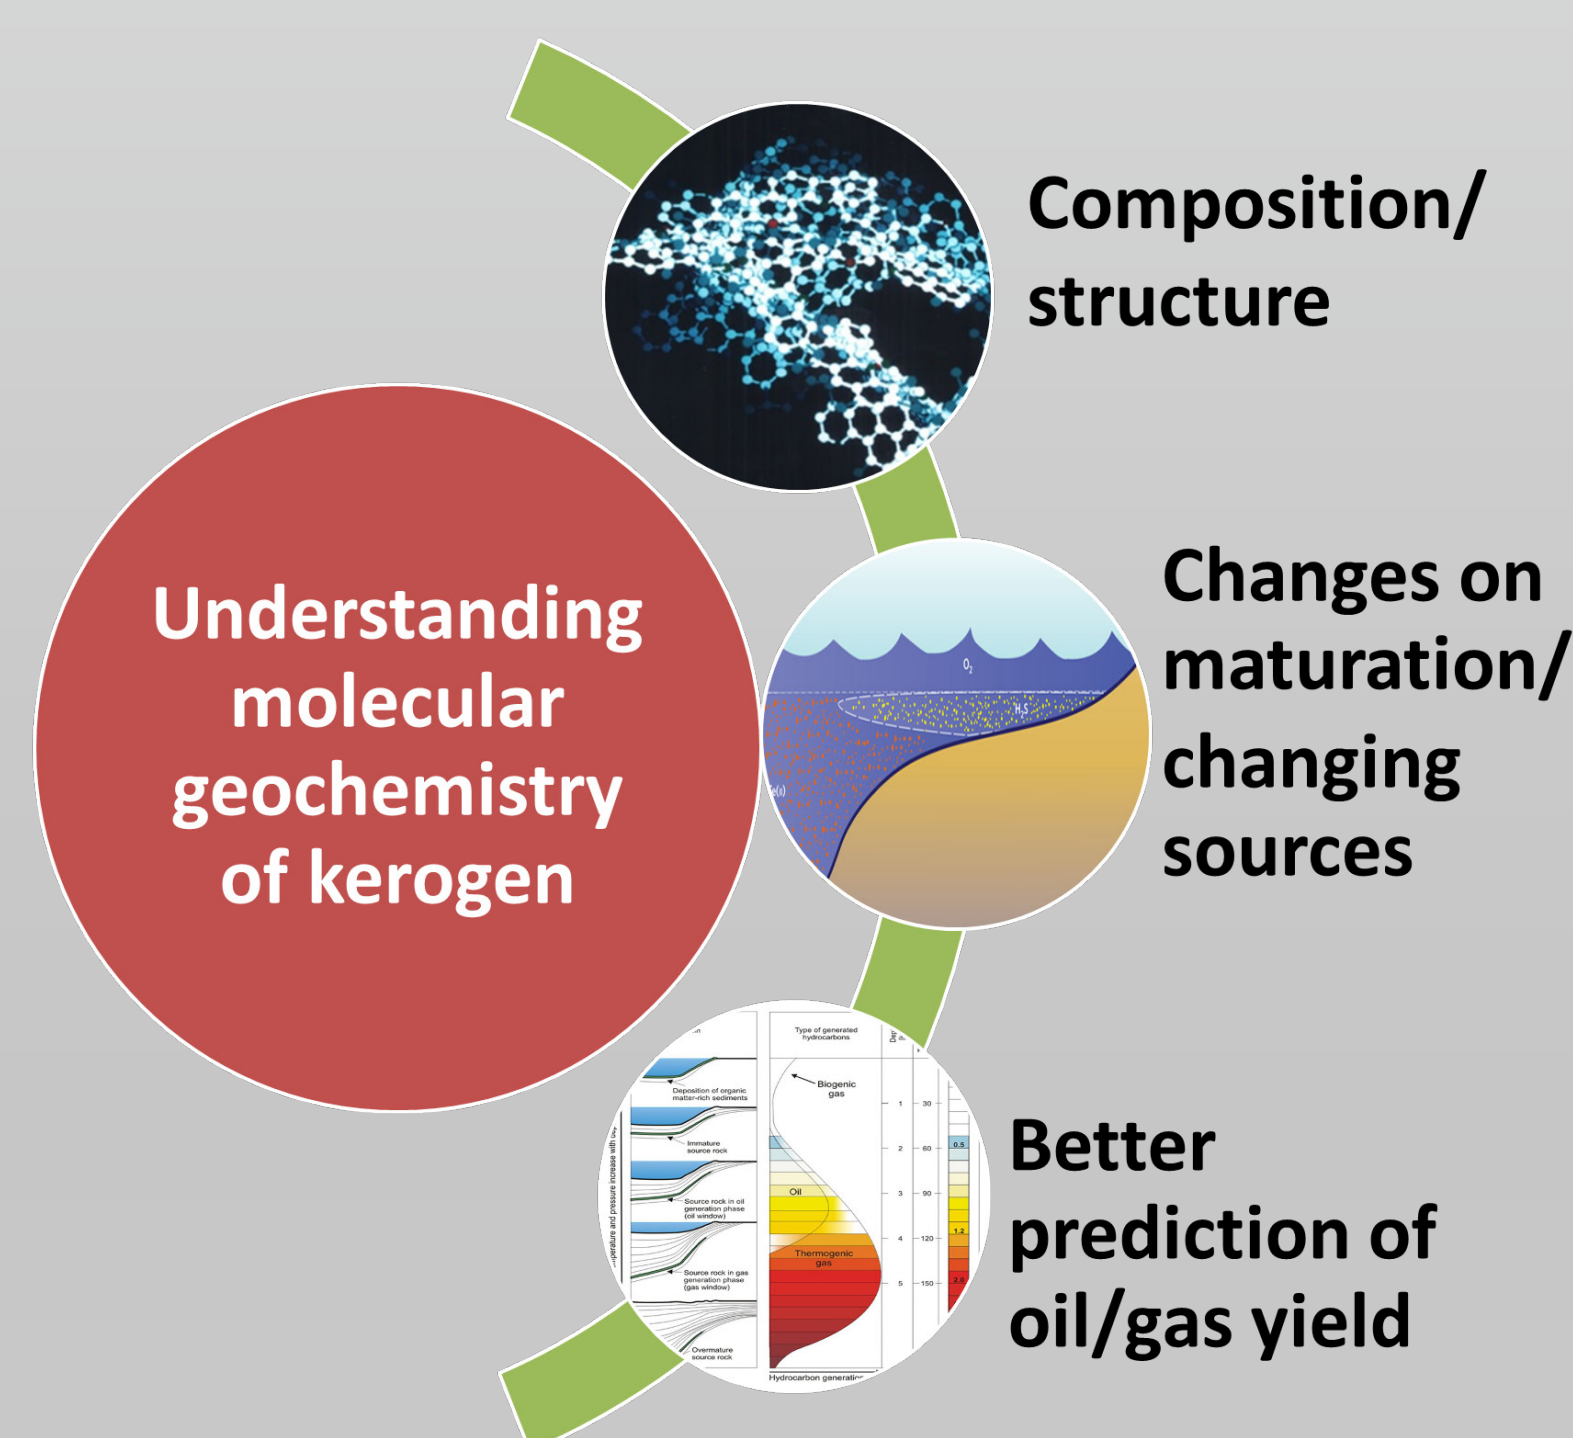 Understanding
molecular
geochemistry
of kerogen
Composition/
structure
Changes on
maturation/
changing
sources
O2
H2S
Better
prediction of
oil/gas yield
Type of generated
hydrocarbons
Deposition of organic
matter-rich sediments
Immature
source rock
Source rock in oil
generation phase
(oil window)
Source rock in gas
generation phase
(gas window)
Overmature
source rock
Biogenic
gas
Oil
Thermogenic
gas
1 30
2 60 0.5
3 90
4 120 1.2
5 150 2.0
pressure increase with
Hydrocarbon